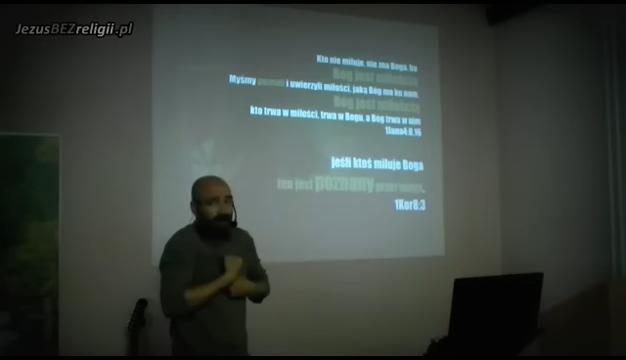 JezusBEZreligii.pl
Kto nie miłuje, nie zna Boga, bo
Bóg jest miłością.
Myśmy poznali i uwierzyli miłości, jaką Bóg ma ku nam.
Bóg jest miłością
kto trwa w miłości, trwa w Bogu, a Bóg trwa w nim
1Jana4:8,16
jeśli ktoś miłuje Boga
ten jest poznany przez niego.
1Kor8:3